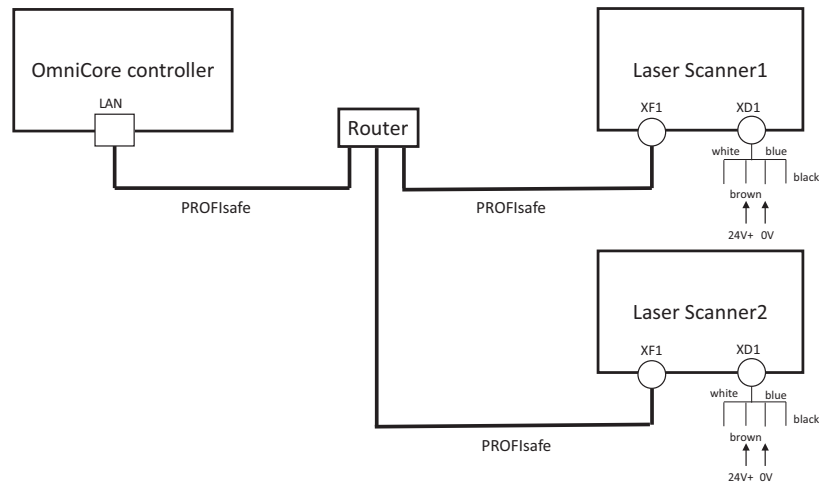 OmniCore controller
LAN
Router
PROFIsafe
PROFIsafe
Laser Scanner1
XF1
XD1
white
blue
black
brown
24V+ 0V
Laser Scanner2
XF1
XD1
white
blue
black
brown
24V+ 0V
PROFIsafe